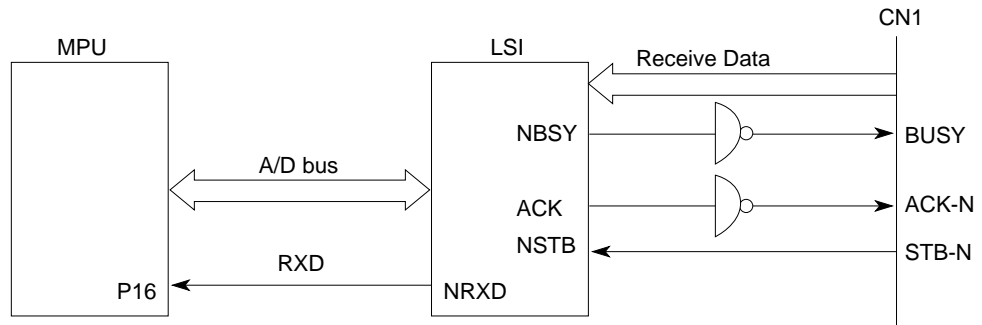 CN1
MPU
LSI
Receive Data
NBSY
BUSY
A/D bus
ACK
ACK-N
NSTB
STB-N
RXD
P16
NRXD